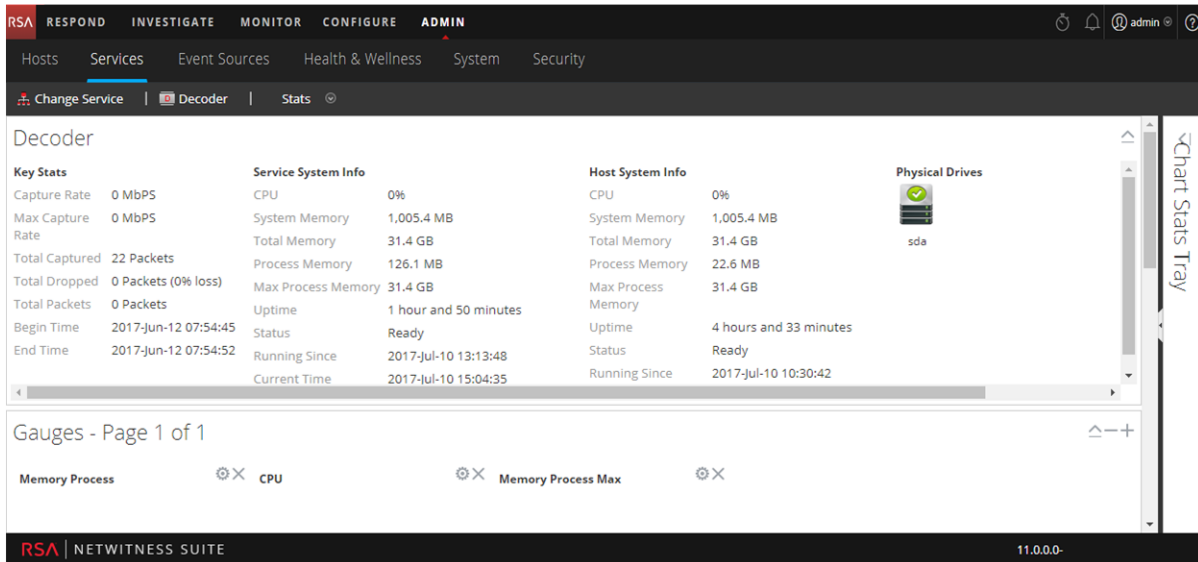 RSA RESPOND INVESTIGATE MONITOR CONFIGURE ADMIN admin
Hosts Services Event Sources Health & Wellness System Security
Change Service | Decoder | Stats
Decoder
Key Stats
Capture Rate 0 MbPS
Max Capture Rate 0 MbPS
Total Captured 22 Packets
Total Dropped 0 Packets (0% loss)
Total Packets 0 Packets
Begin Time 2017-Jun-12 07:54:45
End Time 2017-Jun-12 07:54:52
Service System Info
CPU 0%
System Memory 1,005.4 MB
Total Memory 31.4 GB
Process Memory 126.1 MB
Max Process Memory 31.4 GB
Uptime 1 hour and 50 minutes
Status Ready
Running Since 2017-Jul-10 13:13:48
Current Time 2017-Jul-10 15:04:35
Host System Info
CPU 0%
System Memory 1,005.4 MB
Total Memory 31.4 GB
Process Memory 22.6 MB
Max Process Memory 31.4 GB
Uptime 4 hours and 33 minutes
Status Ready
Running Since 2017-Jul-10 10:30:42
Physical Drives
sda
Chart Stats Tray
Gauges - Page 1 of 1
Memory Process CPU Memory Process Max
RSA | NETWITNESS SUITE 11.0.0.0-